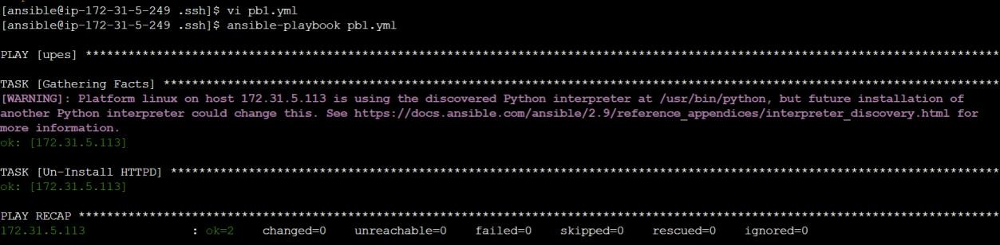 [ansible@ip-172-31-5-249 .ssh]$ vi pb1.yml
[ansible@ip-172-31-5-249 .ssh]$ ansible-playbook pb1.yml
PLAY [upes] ****************************************************************************************************************************
TASK [Gathering Facts] *****************************************************************************************************************
[WARNING]: Platform linux on host 172.31.5.113 is using the discovered Python interpreter at /usr/bin/python, but future installation of
another Python interpreter could change this. See https://docs.ansible.com/ansible/2.9/reference_appendices/interpreter_discovery.html for
more information.
ok: [172.31.5.113]
TASK [Un-Install HTTPD] ****************************************************************************************************************
ok: [172.31.5.113]
PLAY RECAP *****************************************************************************************************************************
172.31.5.113               : ok=2    changed=0    unreachable=0    failed=0    skipped=0    rescued=0    ignored=0